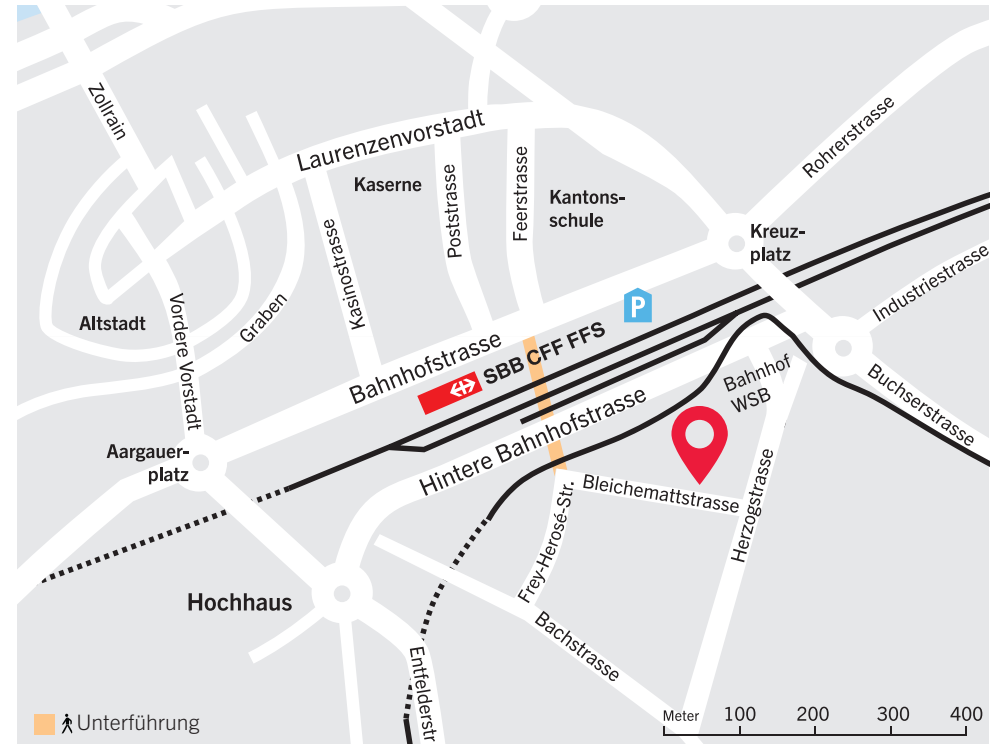 Zollrain
Laurenzenvorstadt
Rohrerstrasse
Kaserne
Poststrasse
Feerstrasse
Kantons-
schule
Kasinostrasse
Kreuz-
platz
Industriestrasse
Altstadt
Vordere Vorstadt
Graben
P
SBB CFF FFS
Bahnhofstrasse
Bahnhof
WSB
Buchserstrasse
Hintere Bahnhofstrasse
Aargauer-
platz
Bleichemattstrasse
Herzogstrasse
Frey-Herosé-Str.
Hochhaus
Bachstrasse
Entfelderstr
Unterführung
Meter 100 200 300 400